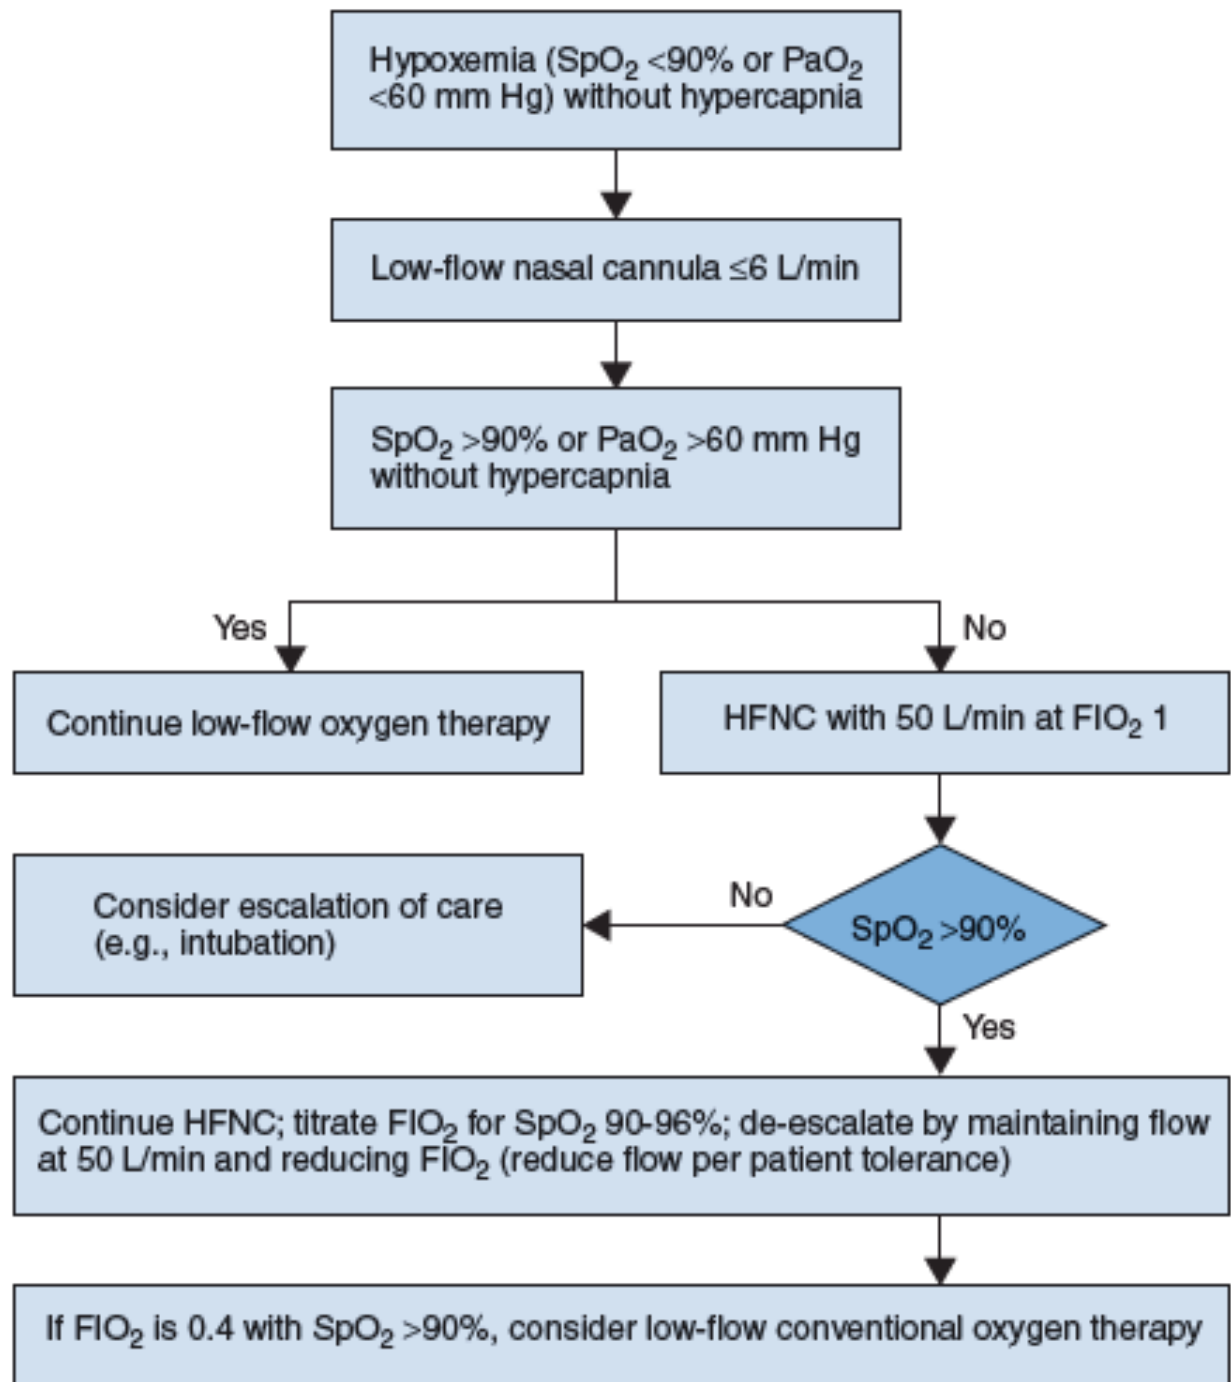 Hypoxemia (SpO₂ <90% or PaO₂
<60 mm Hg) without hypercapnia
Low-flow nasal cannula ≤6 L/min
SpO₂ >90% or PaO₂ >60 mm Hg
without hypercapnia
Yes
No
Continue low-flow oxygen therapy
HFNC with 50 L/min at FIO₂ 1
Consider escalation of care
(e.g., intubation)
No
SpO₂ >90%
Yes
Continue HFNC; titrate FIO₂ for SpO₂ 90-96%; de-escalate by maintaining flow
at 50 L/min and reducing FIO₂ (reduce flow per patient tolerance)
If FIO₂ is 0.4 with SpO₂ >90%, consider low-flow conventional oxygen therapy